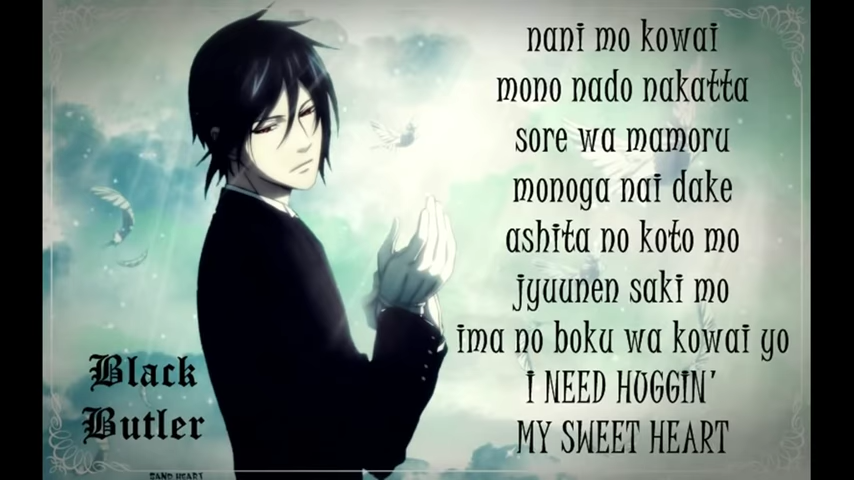 nani mo kowai
mono nado nakatta
sore wa mamoru
monoga nai dake
ashita no koto mo
jyuunen saki mo
ima no boku wa kowai yo
I NEED HUGGIN'
MY SWEET HEART
Black
Butler